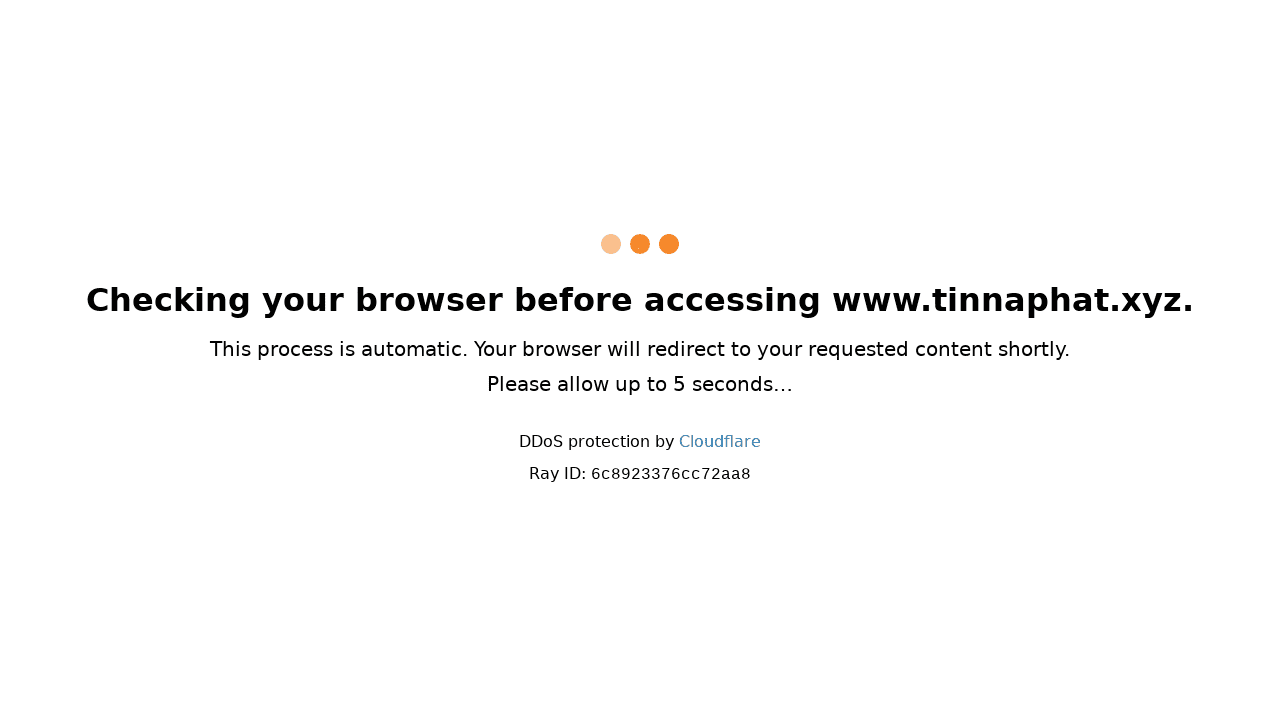 Checking your browser before accessing www.tinnaphat.xyz.
This process is automatic. Your browser will redirect to your requested content shortly.
Please allow up to 5 seconds…
DDoS protection by Cloudflare
Ray ID: 6c8923376cc72aa8